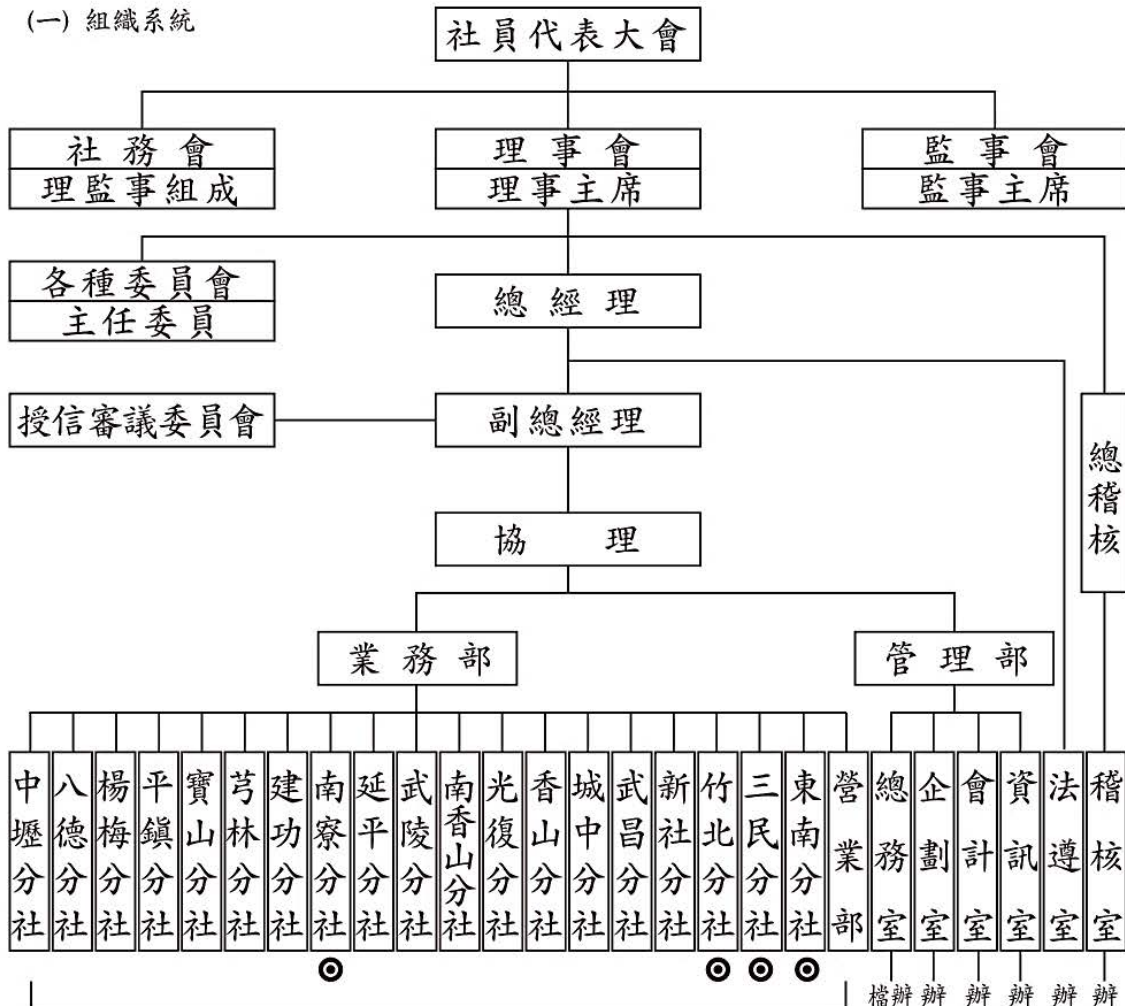 (一) 組織系統
社員代表大會
社務會
理監事組成
理事會
理事主席
監事會
監事主席
各種委員會
主任委員
總經理
授信審議委員會
副總經理
總稽核
協理
業務部
管理部
中壢分社
八德分社
楊梅分社
平鎮分社
寶山分社
芎林分社
建功分社
南寮分社
延平分社
武陵分社
南香山分社
光復分社
香山分社
城中分社
武昌分社
新社分社
竹北分社
三民分社
東南分社
營業部
總務室
企劃室
會計室
資訊室
法遵室
稽核室
檔辦 辦 辦 辦 辦 辦